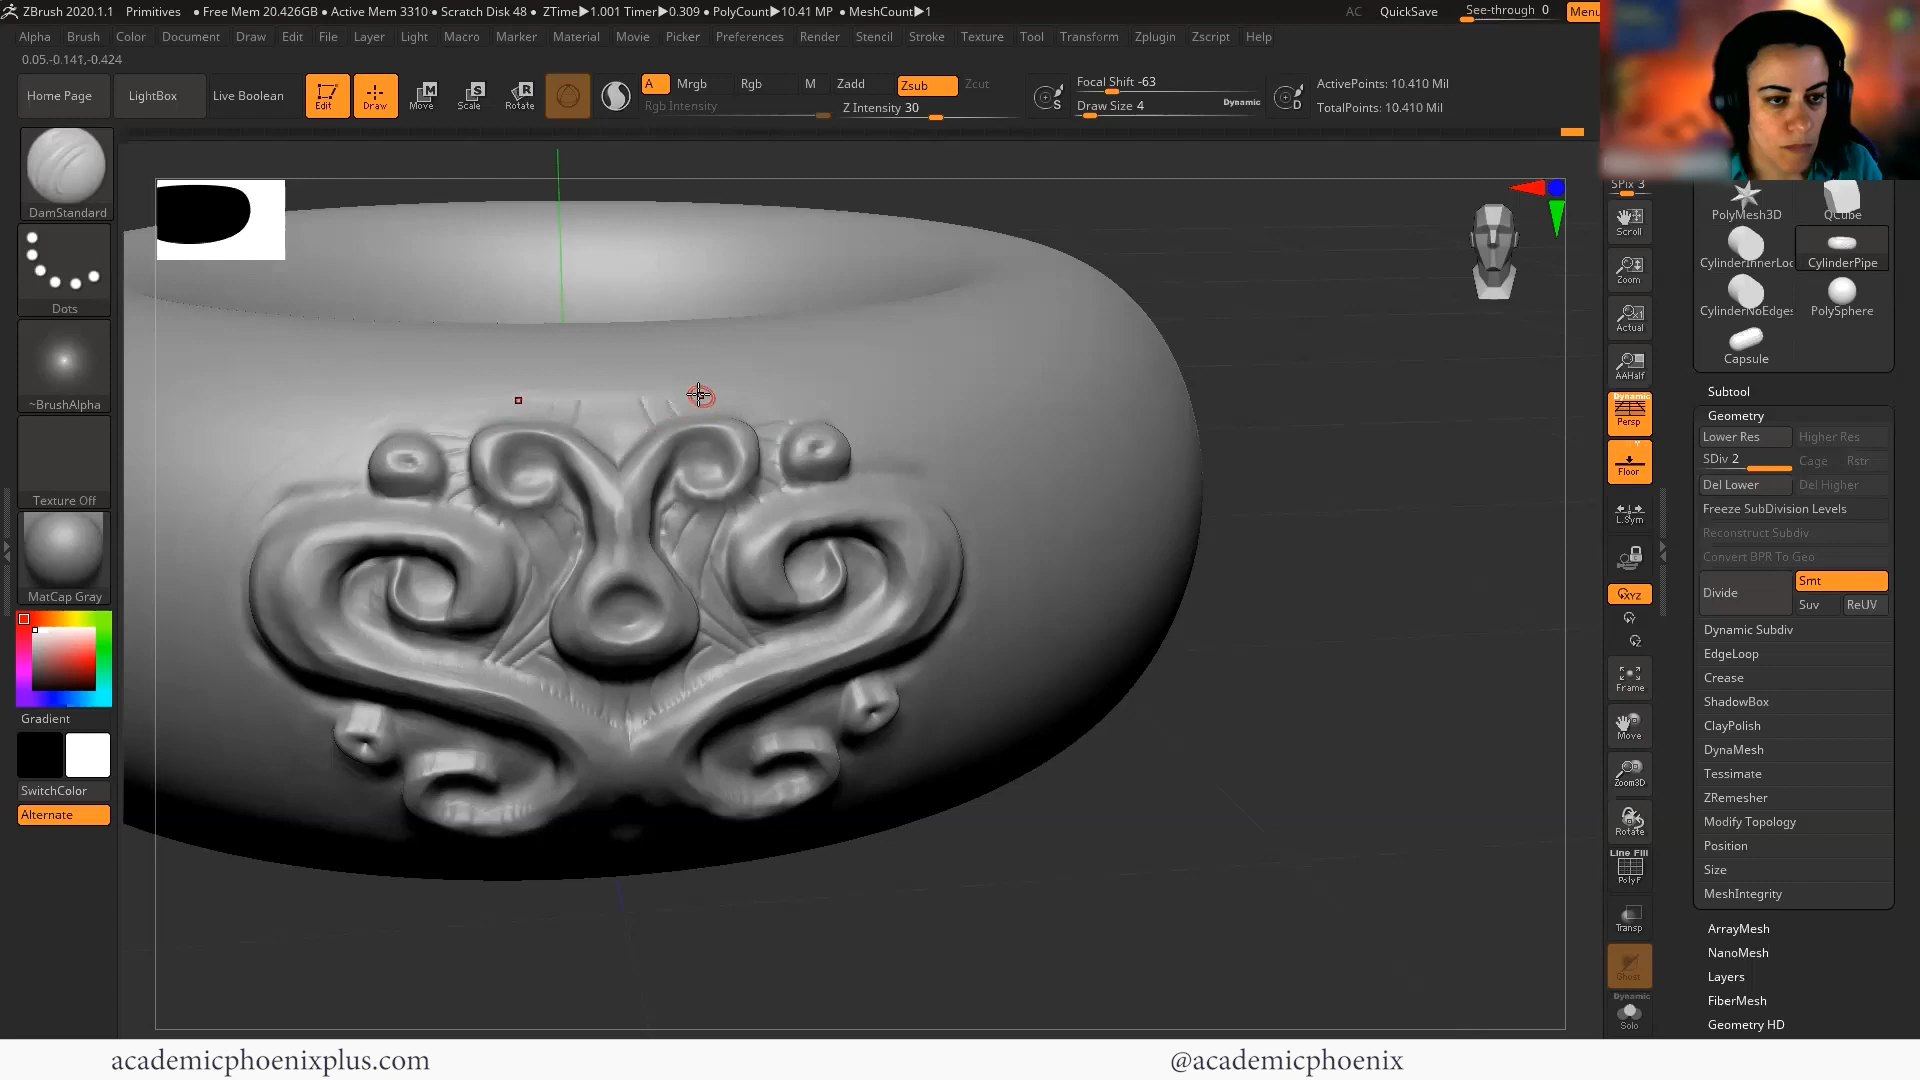 ZBrush 2020.1.1 Primitives • Free Mem 20.426GB • Active Mem 3310 • Scratch Disk 48 • ZTime▶1.001 Timer▶0.309 • PolyCount▶10.41 MP • MeshCount▶1 AC QuickSave See-through 0 Menu
Alpha Brush Color Document Draw Edit File Layer Light Macro Marker Material Movie Picker Preferences Render Stencil Stroke Texture Tool Transform Zplugin Zscript Help
0.05,-0.141,-0.424
Home Page LightBox Live Boolean Edit Draw Move Scale Rotate A Mrgb Rgb M Zadd Zsub Zcut Focal Shift -63 ActivePoints: 10.410 Mil
Rgb Intensity Z Intensity 30 Draw Size 4 Dynamic TotalPoints: 10.410 Mil
S D
M S R
DamStandard
Dots
~BrushAlpha
Texture Off
MatCap Gray
Gradient
SwitchColor
Alternate
SPix 3
Scroll
Zoom
Actual
AAHalf
Dynamic
Persp
Floor
L.Sym
XYZ
Frame
Move
Zoom3D
Rotate
Line Fill
PolyF
Transp
Ghost
Dynamic
Solo
PolyMesh3D QCube
CylinderInnerLoc CylinderPipe
CylinderNoEdges PolySphere
Capsule
Subtool
Geometry
Lower Res Higher Res
SDiv 2 Cage Rstr
Del Lower Del Higher
Freeze SubDivision Levels
Reconstruct Subdiv
Convert BPR To Geo
Divide Smt
Suv ReUV
Dynamic Subdiv
EdgeLoop
Crease
ShadowBox
ClayPolish
DynaMesh
Tessimate
ZRemesher
Modify Topology
Position
Size
MeshIntegrity
ArrayMesh
NanoMesh
Layers
FiberMesh
Geometry HD
academicphoenixplus.com @academicphoenix